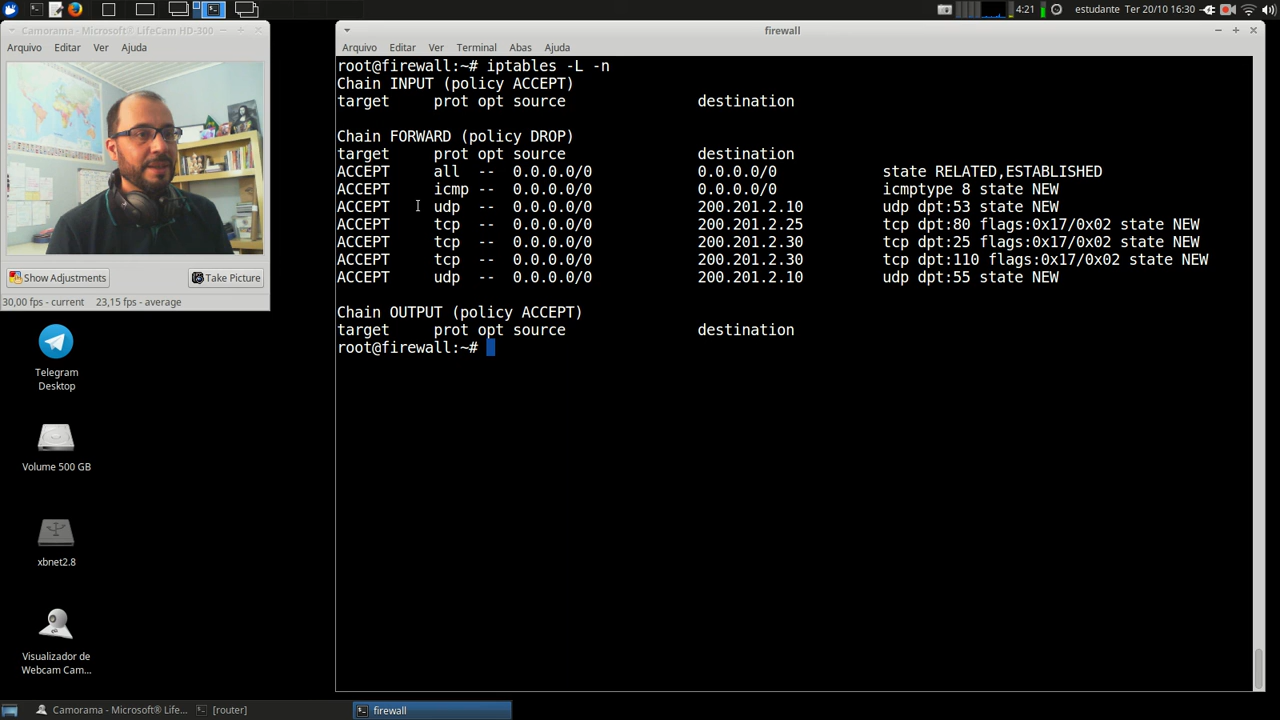 4:21 estudante Ter 20/10 16:30
Camorama - Microsoft® LifeCam HD-300
Arquivo Editar Ver Ajuda
Show Adjustments Take Picture
30,00 fps - current 23,15 fps - average
Telegram
Desktop
Volume 500 GB
xbnet2.8
Visualizador de
Webcam Cam...
firewall
Arquivo Editar Ver Terminal Abas Ajuda
root@firewall:~# iptables -L -n
Chain INPUT (policy ACCEPT)
target prot opt source destination
Chain FORWARD (policy DROP)
target prot opt source destination
ACCEPT all -- 0.0.0.0/0 0.0.0.0/0 state RELATED,ESTABLISHED
ACCEPT icmp -- 0.0.0.0/0 0.0.0.0/0 icmptype 8 state NEW
ACCEPT udp -- 0.0.0.0/0 200.201.2.10 udp dpt:53 state NEW
ACCEPT tcp -- 0.0.0.0/0 200.201.2.25 tcp dpt:80 flags:0x17/0x02 state NEW
ACCEPT tcp -- 0.0.0.0/0 200.201.2.30 tcp dpt:25 flags:0x17/0x02 state NEW
ACCEPT tcp -- 0.0.0.0/0 200.201.2.30 tcp dpt:110 flags:0x17/0x02 state NEW
ACCEPT udp -- 0.0.0.0/0 200.201.2.10 udp dpt:55 state NEW
Chain OUTPUT (policy ACCEPT)
target prot opt source destination
root@firewall:~#
Camorama - Microsoft® LifeCam... [router] firewall